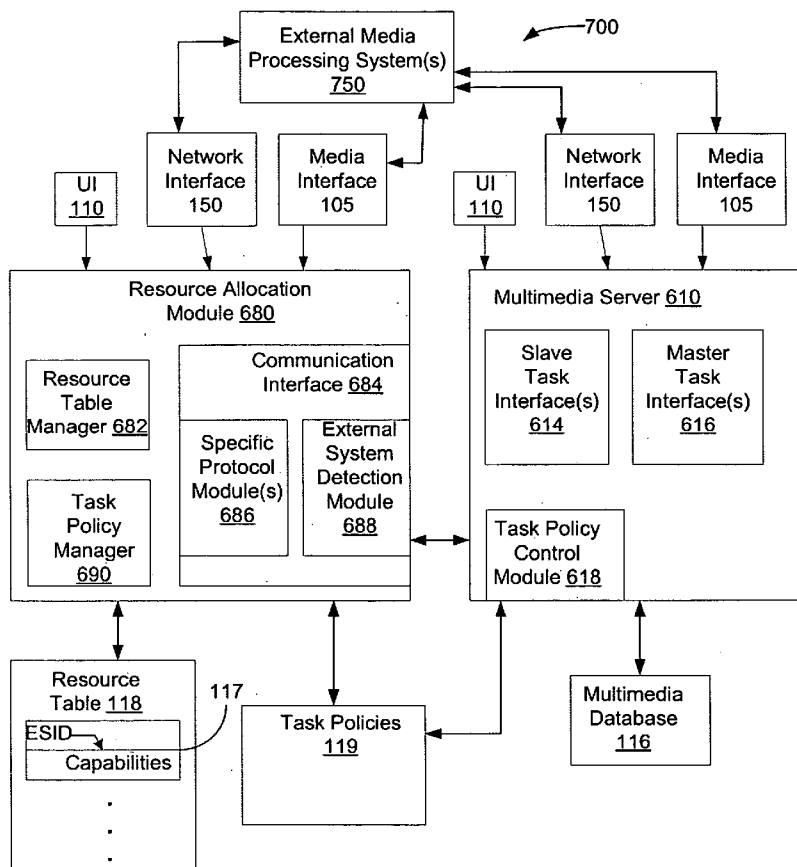 External Media
Processing System(s)
750
700
UI
110
Network
Interface
150
Media
Interface
105
UI
110
Network
Interface
150
Media
Interface
105
Resource Allocation
Module 680
Resource
Table
Manager 682
Communication
Interface 684
Specific
Protocol
Module(s)
686
External
System
Detection
Module
688
Task
Policy
Manager
690
Multimedia Server 610
Slave
Task
Interface(s)
614
Master
Task
Interface(s)
616
Task Policy
Control
Module 618
Resource
Table 118
117
ESID
Capabilities
Task Policies
119
Multimedia
Database
116